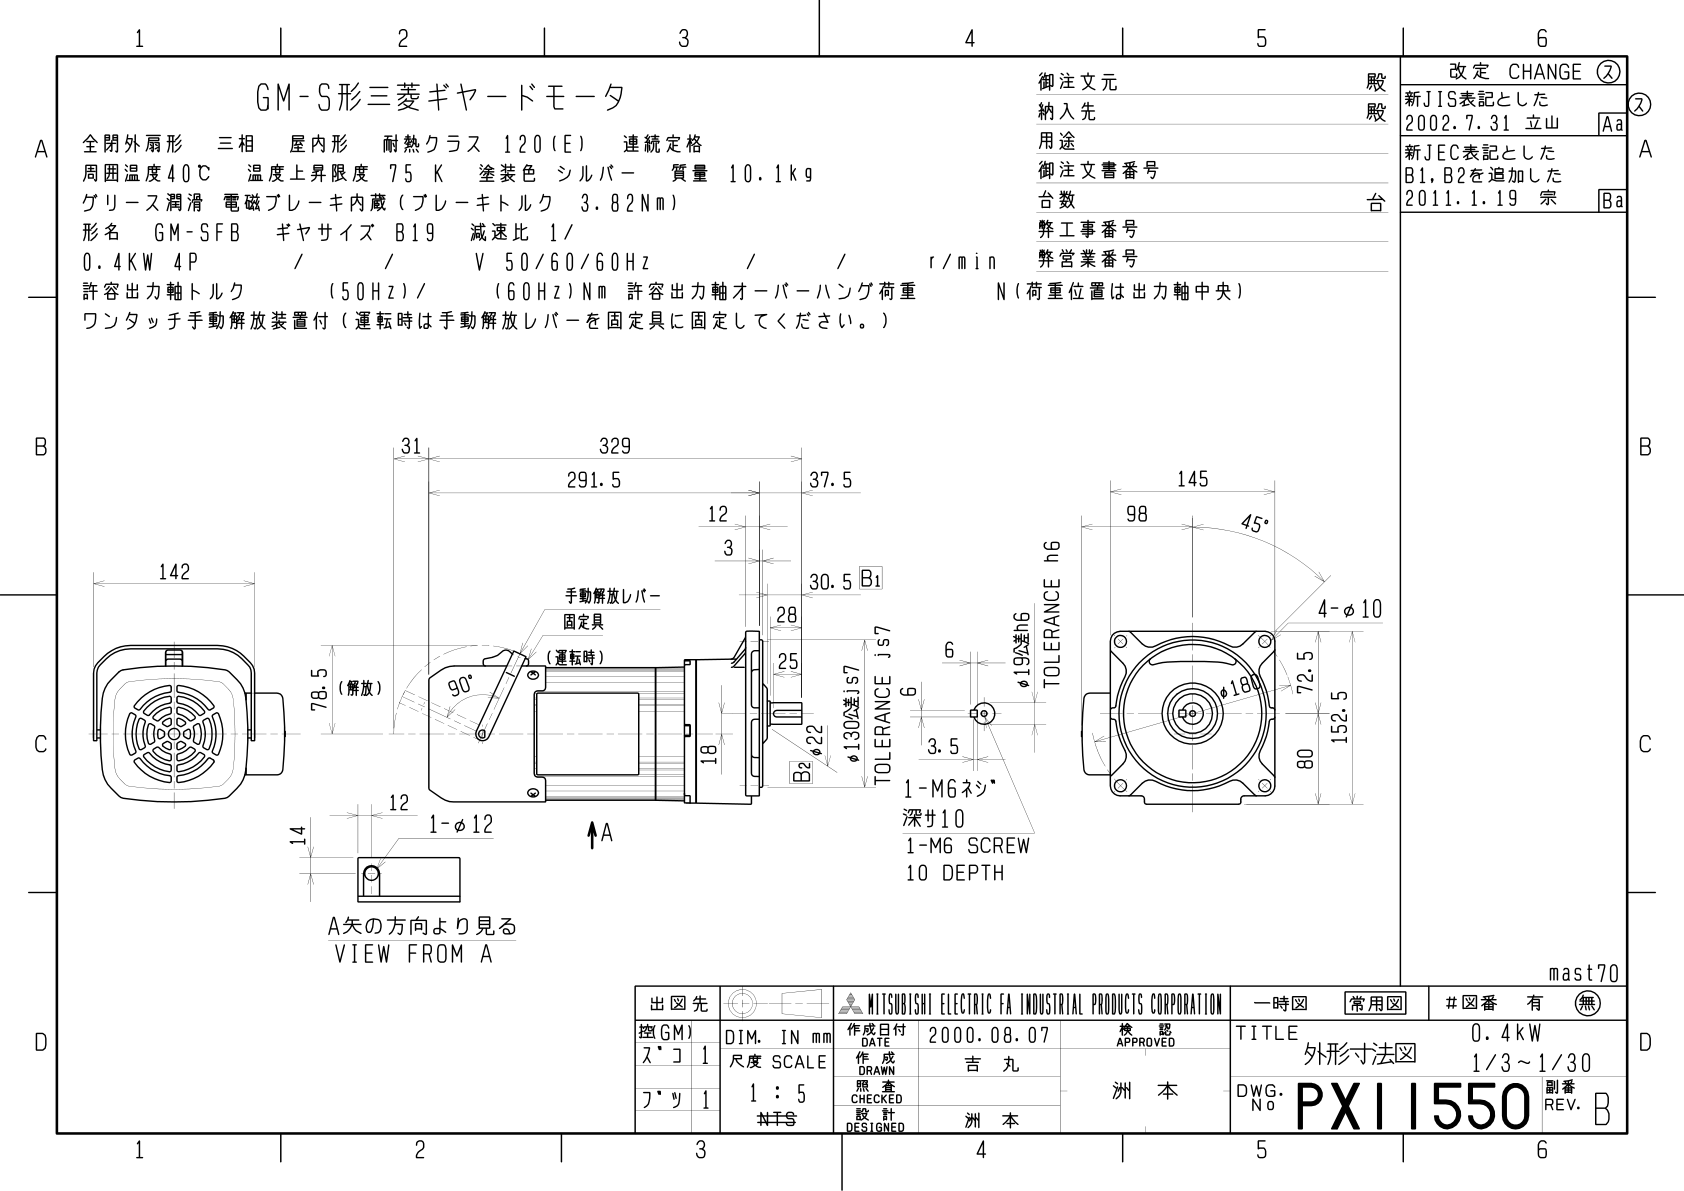 1 2 3 4 5 6
GM-S形三菱ギヤードモータ
全閉外扇形 三相 屋内形 耐熱クラス 120(E) 連続定格
周囲温度40℃ 温度上昇限度 75 K 塗装色 シルバー 質量 10.1kg
グリース潤滑 電磁ブレーキ内蔵(ブレーキトルク 3.82Nm)
形名 GM-SFB ギヤサイズ B19 減速比 1/
0.4KW 4P / / V 50/60/60Hz / / r/min
許容出力軸トルク (50Hz)/ (60Hz)Nm 許容出力軸オーバーハング荷重 N(荷重位置は出力軸中央)
ワンタッチ手動解放装置付(運転時は手動解放レバーを固定具に固定してください。)
御注文元 殿
納入先 殿
用途
御注文書番号
台数 台
弊工事番号
弊営業番号
改定 CHANGE ス
ス
新JIS表記とした
2002.7.31 立山 Aa
新JEC表記とした
B1,B2を追加した
2011.1.19 宗 Ba
A A
B B
C C
D D
31 329
291.5 37.5
12
3
30.5 B1
28
25
142
手動解放レバー
固定具
(運転時)
78.5
(解放)
90°
18
φ22
B2
φ130公差js7
TOLERANCE js7
A
6
6
3.5
φ19公差h6
TOLERANCE h6
1-M6ネジ
深サ10
1-M6 SCREW
10 DEPTH
145
98
45°
4-φ10
φ180
72.5
152.5
80
12
14
1-φ12
A矢の方向より見る
VIEW FROM A
mast70
出図先
控(GM)
ズコ 1
ブツ 1
DIM. IN mm
尺度 SCALE
1 : 5
NTS
MITSUBISHI ELECTRIC FA INDUSTRIAL PRODUCTS CORPORATION
作成日付
DATE
2000.08.07
作成
DRAWN
吉丸
照査
CHECKED
設計
DESIGNED
洲本
検認
APPROVED
洲本
一時図 常用図 #図番 有 無
TITLE
外形寸法図
0.4kW
1/3~1/30
DWG.
No
PX11550
副番
REV. B
1 2 3 4 5 6